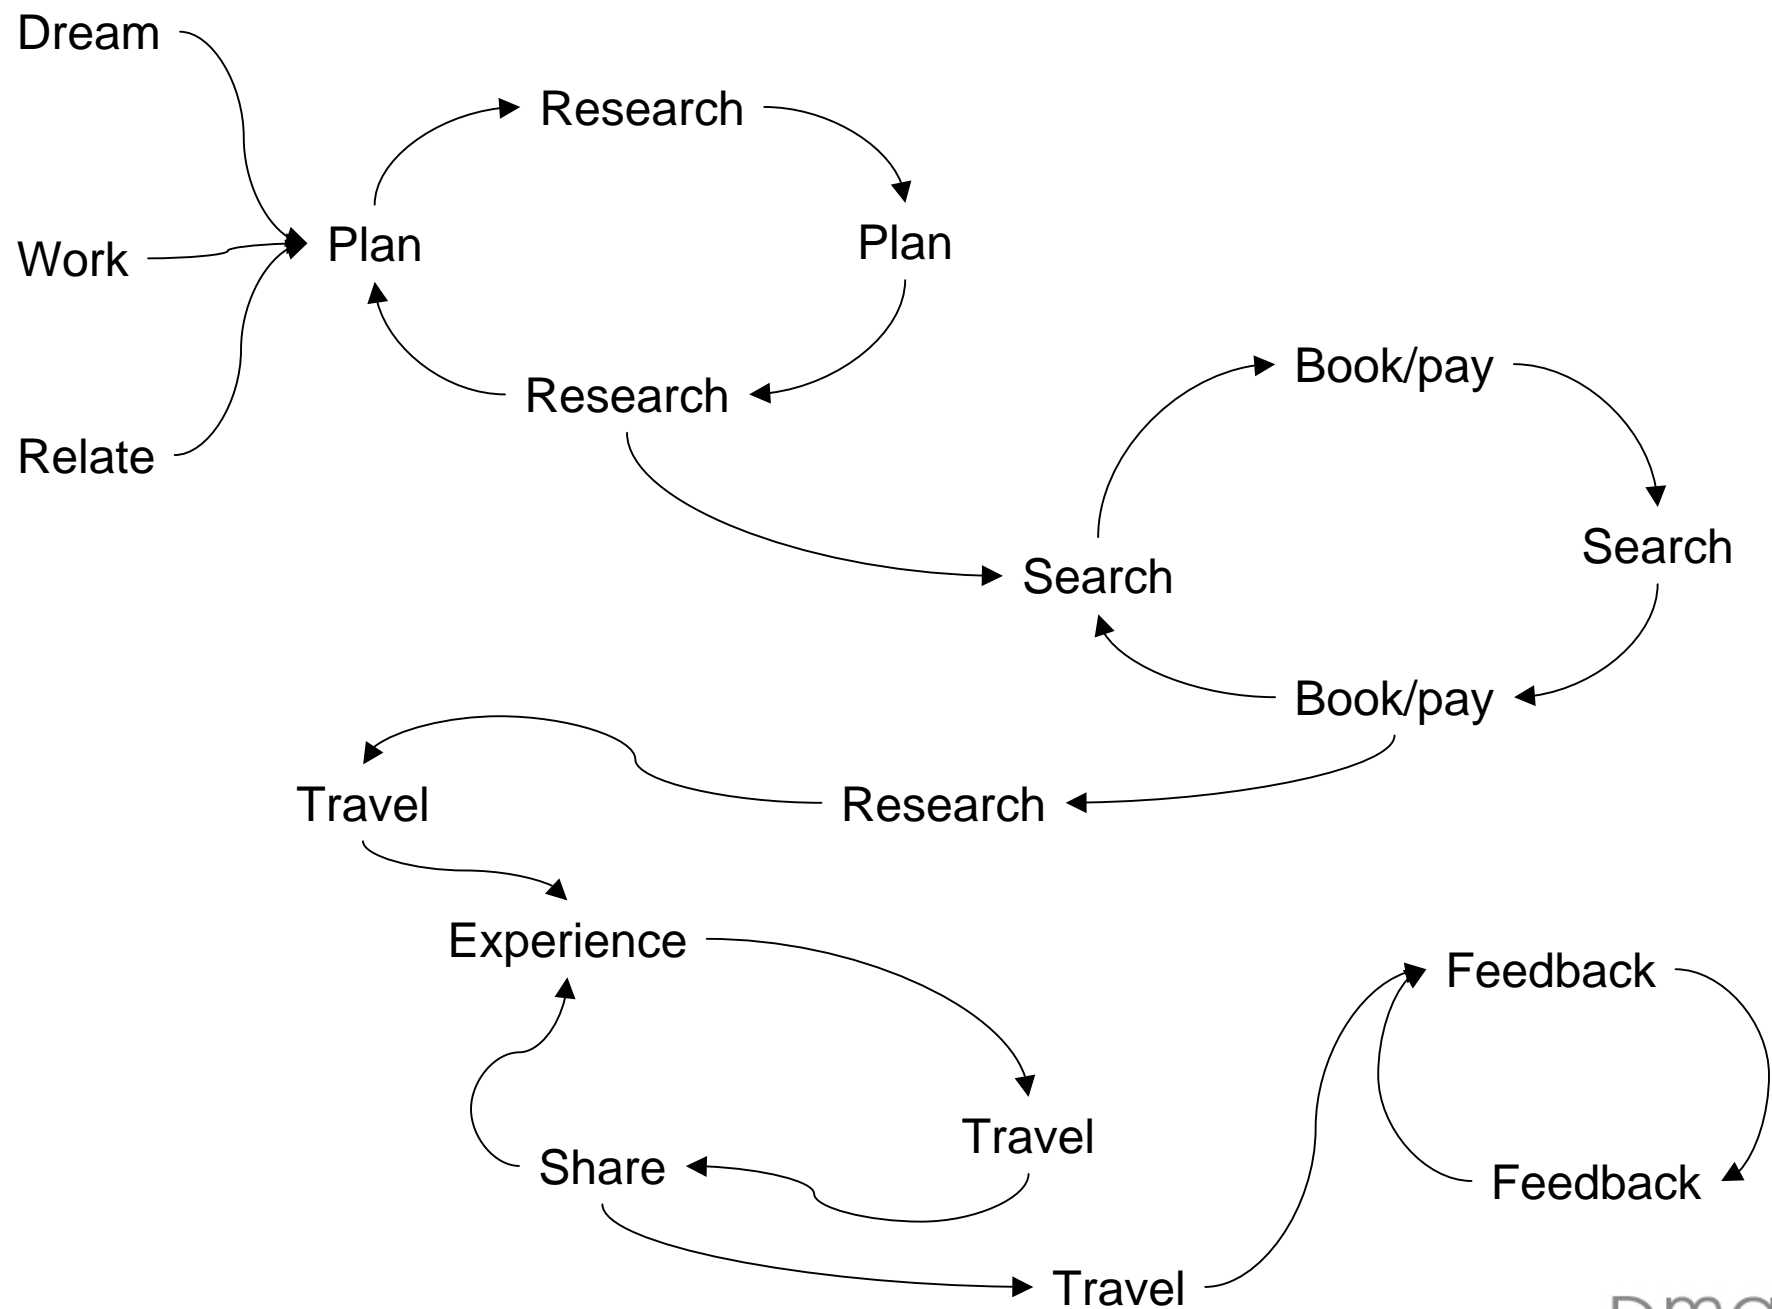 Dream
Research
Plan
Plan
Work
Book/pay
Research
Relate
Search
Search
Book/pay
Travel
Research
Experience
Feedback
Travel
Share
Feedback
Travel